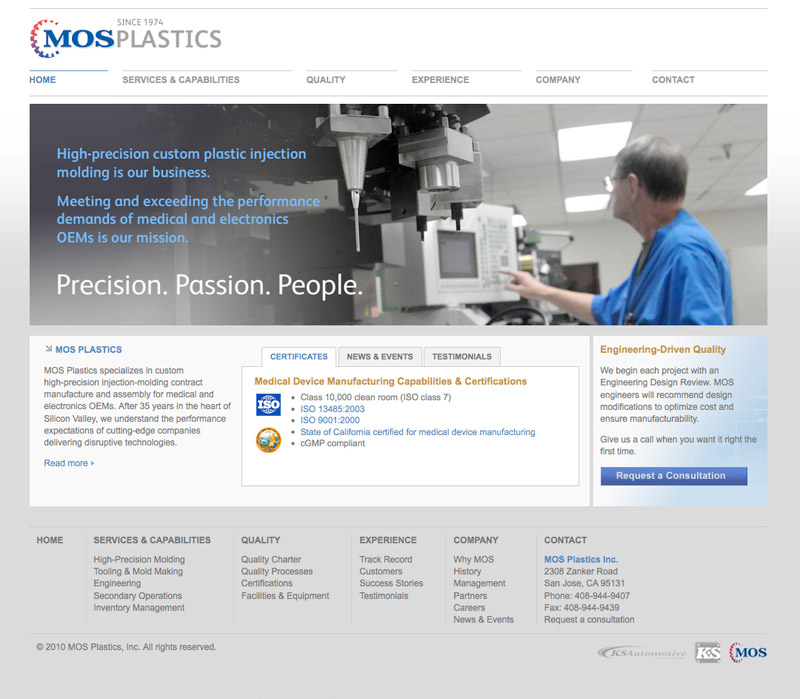 SINCE 1974
MOSPLASTICS
HOME
SERVICES & CAPABILITIES
QUALITY
EXPERIENCE
COMPANY
CONTACT
High-precision custom plastic injection
molding is our business.
Meeting and exceeding the performance
demands of medical and electronics
OEMs is our mission.
Precision. Passion. People.
MOS PLASTICS
MOS Plastics specializes in custom
high-precision injection-molding contract
manufacture and assembly for medical and
electronics OEMs. After 35 years in the heart of
Silicon Valley, we understand the performance
expectations of cutting-edge companies
delivering disruptive technologies.
Read more
CERTIFICATES
NEWS & EVENTS
TESTIMONIALS
Medical Device Manufacturing Capabilities & Certifications
ISO
• Class 10,000 clean room (ISO class 7)
• ISO 13485:2003
• ISO 9001:2000
• State of California certified for medical device manufacturing
• cGMP compliant
Engineering-Driven Quality
We begin each project with an
Engineering Design Review. MOS
engineers will recommend design
modifications to optimize cost and
ensure manufacturability.
Give us a call when you want it right the
first time.
Request a Consultation
HOME
SERVICES & CAPABILITIES
High-Precision Molding
Tooling & Mold Making
Engineering
Secondary Operations
Inventory Management
QUALITY
Quality Charter
Quality Processes
Certifications
Facilities & Equipment
EXPERIENCE
Track Record
Customers
Success Stories
Testimonials
COMPANY
Why MOS
History
Management
Partners
Careers
News & Events
CONTACT
MOS Plastics Inc.
2308 Zanker Road
San Jose, CA 95131
Phone: 408-944-9407
Fax: 408-944-9439
Request a consultation
© 2010 MOS Plastics, Inc. All rights reserved.
KSAutomotive
K&S
MOS